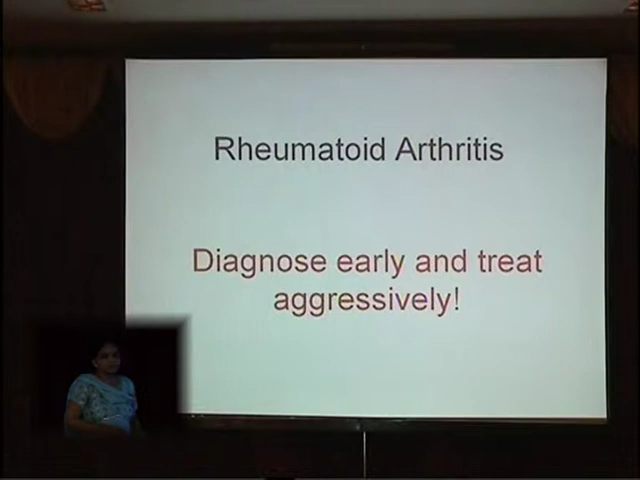 Rheumatoid Arthritis
Diagnose early and treat
aggressively!